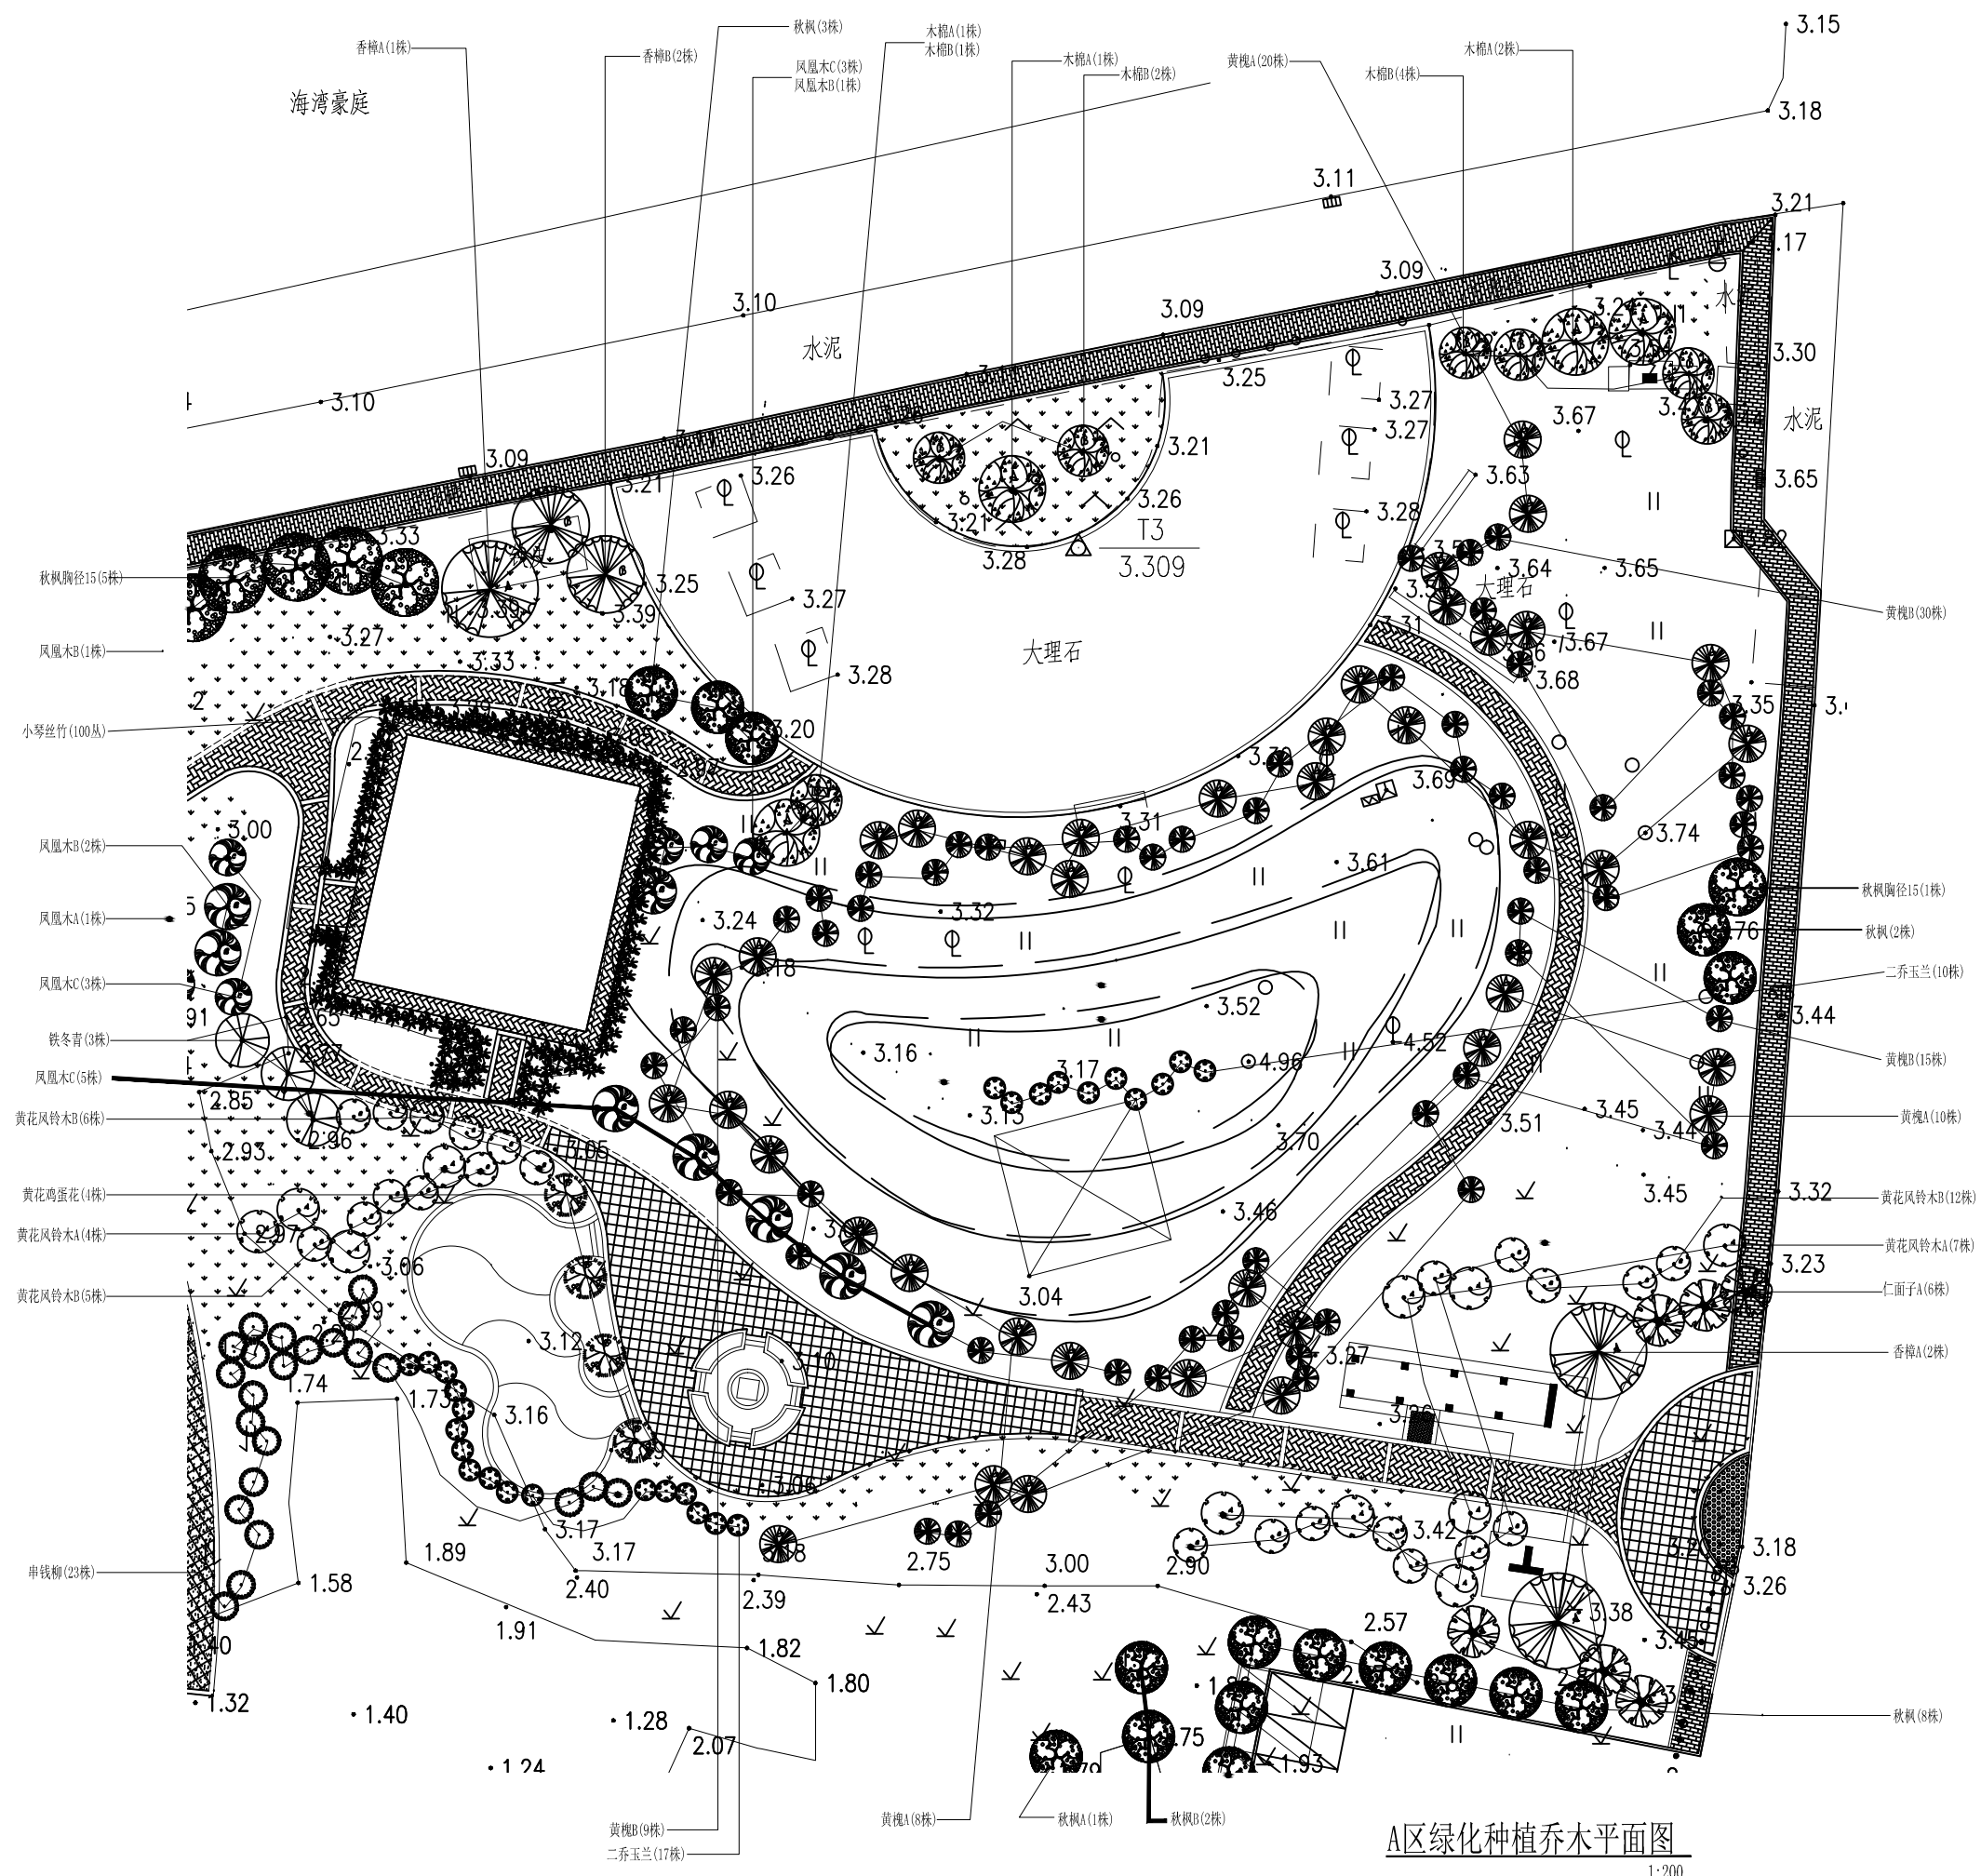 秋枫(3株)
木棉A(1株)
木棉B(1株)
香樟A(1株)
香樟B(2株)
凤凰木C(3株)
凤凰木B(1株)
木棉A(1株)
木棉B(2株)
黄槐A(20株)
木棉A(2株)
木棉B(4株)
3.15
3.18
海湾豪庭
3.11
3.21
3.09
3.10
3.09
水泥
3.30
3.10
3.25
3.27
3.67
水泥
3.27
3.21
3.09
3.26
3.63
3.65
3.26
3.28
3.21
T3
3.33
3.28
3.309
3.64
3.65
秋枫胸径15(5株)
3.25
大理石
3.27
3.39
黄槐B(30株)
3.27
3.67
凤凰木B(1株)
大理石
3.33
3.28
3.68
3.18
3.35
小琴丝竹(100丛)
3.20
3.69
3.00
3.31
3.74
凤凰木B(2株)
3.61
秋枫胸径15(1株)
凤凰木A(1株)
3.24
3.32
秋枫(2株)
二乔玉兰(10株)
凤凰木C(3株)
3.52
3.44
铁冬青(3株)
3.16
4.52
4.96
黄槐B(15株)
凤凰木C(5株)
3.17
2.85
3.45
黄花风铃木B(6株)
3.51
黄槐A(10株)
2.96
3.44
2.93
3.05
3.70
黄花鸡蛋花(4株)
3.45
3.32
黄花风铃木B(12株)
黄花风铃木A(4株)
2.97
3.46
黄花风铃木A(7株)
3.06
3.23
黄花风铃木B(5株)
3.04
仁面子A(6株)
3.12
3.27
香樟A(2株)
1.74
1.73
3.16
3.06
3.17
3.42
1.89
3.17
2.75
3.00
2.90
3.18
串钱柳(23株)
1.58
2.40
2.39
2.43
3.26
1.91
2.57
3.38
1.82
3.45
1.80
1.32
1.40
1.28
秋枫(8株)
2.07
1.24
1.93
黄槐B(9株)
黄槐A(8株)
秋枫A(1株)
秋枫B(2株)
二乔玉兰(17株)
A区绿化种植乔木平面图
1:200